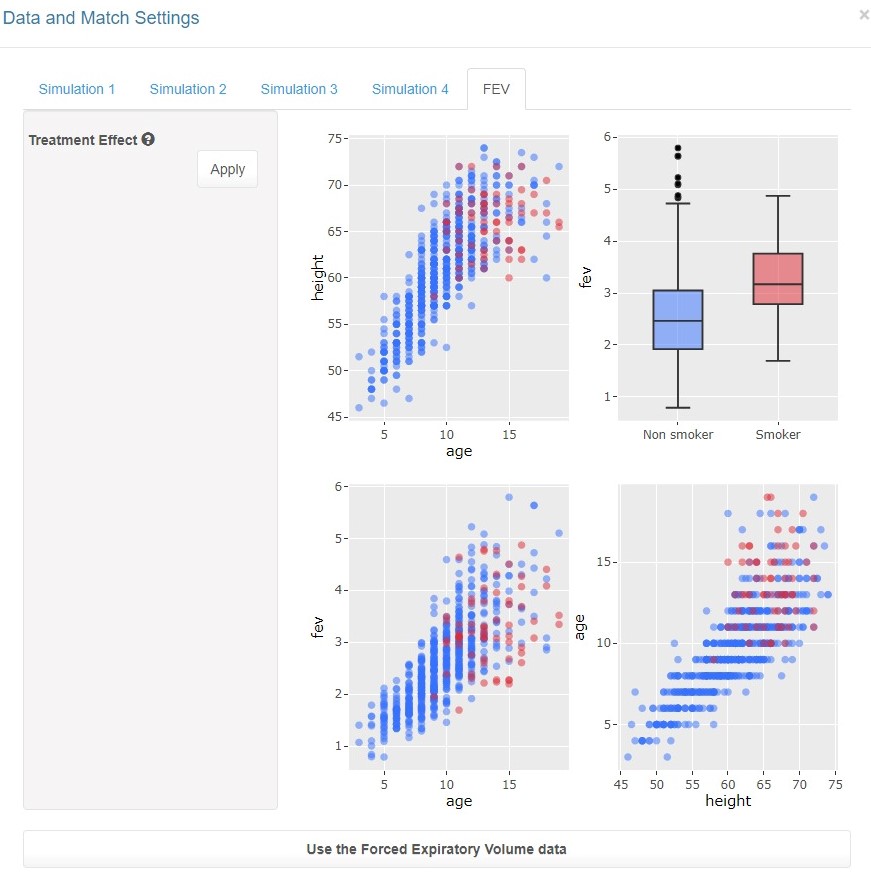 Data and Match Settings
×
Simulation 1 Simulation 2 Simulation 3 Simulation 4 FEV
Treatment Effect ?
Apply
75
70
65
60
55
50
45
height
5 10 15
age
6
5
4
3
2
1
fev
Non smoker Smoker
6
5
4
3
2
1
fev
5 10 15
age
15
10
5
age
45 50 55 60 65 70 75
height
Use the Forced Expiratory Volume data